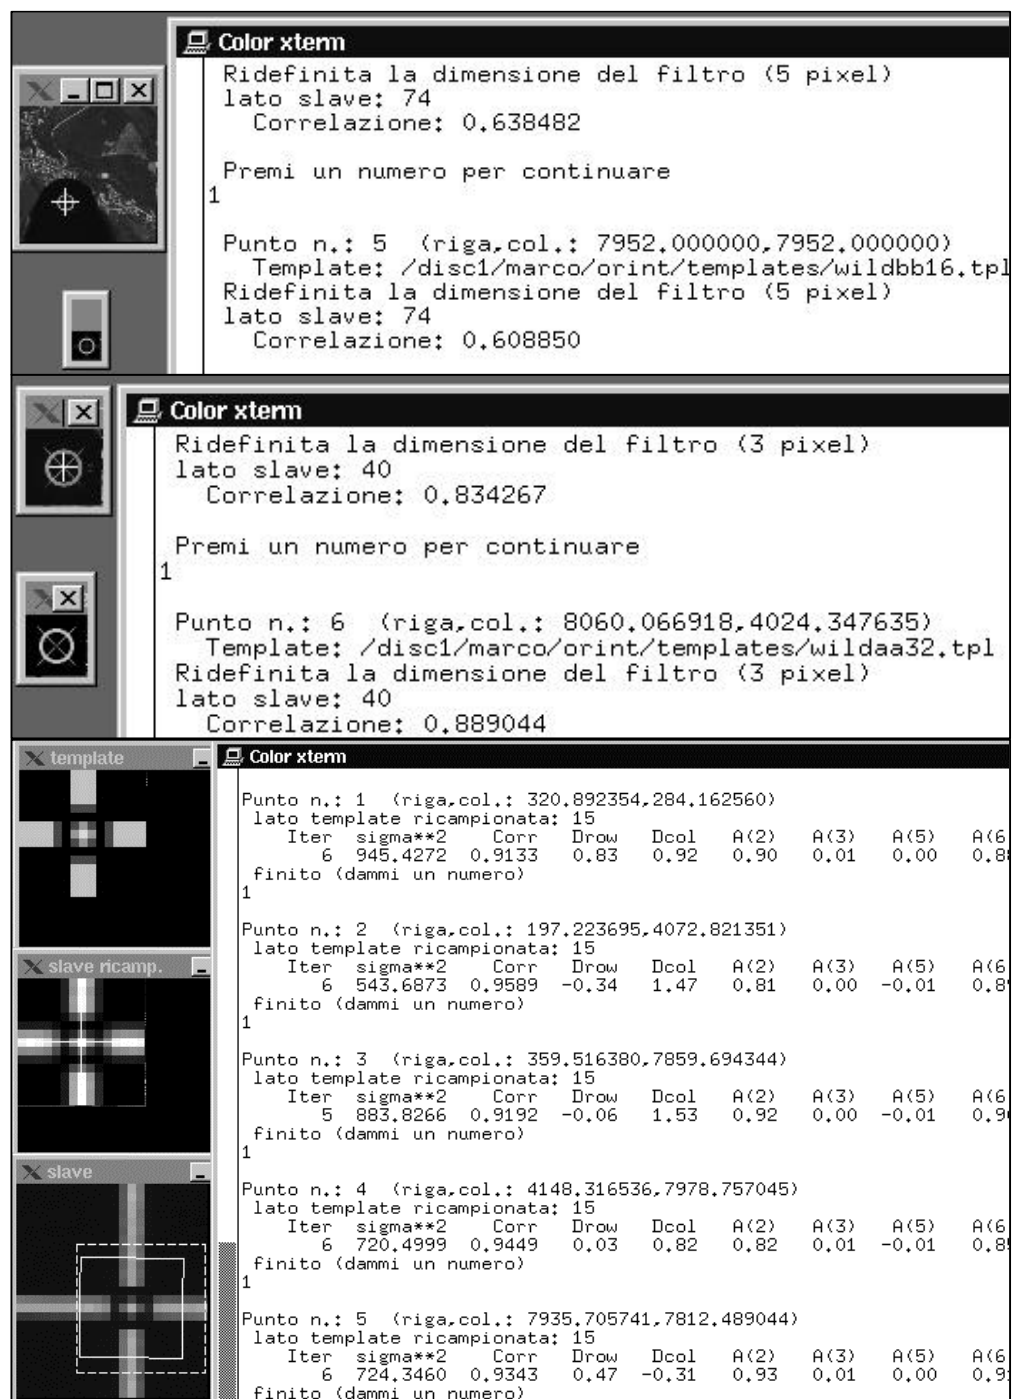 Color xterm
Ridefinita la dimensione del filtro (5 pixel)
lato slave: 74
Correlazione: 0.638482
Premi un numero per continuare
1
Punto n.: 5 (riga,col.: 7952.000000,7952.000000)
Template: /disc1/marco/orint/templates/wildbb16.tpl
Ridefinita la dimensione del filtro (5 pixel)
lato slave: 74
Correlazione: 0.608850
Color xterm
Ridefinita la dimensione del filtro (3 pixel)
lato slave: 40
Correlazione: 0.834267
Premi un numero per continuare
1
Punto n.: 6 (riga,col.: 8060.066918,4024.347635)
Template: /disc1/marco/orint/templates/wildaa32.tpl
Ridefinita la dimensione del filtro (3 pixel)
lato slave: 40
Correlazione: 0.889044
template
slave ricamp.
slave
Color xterm
Punto n.: 1 (riga,col.: 320.892354,284.162560)
lato template ricampionata: 15
Iter sigma**2 Corr Drow Dcol A(2) A(3) A(5) A(6
6 945.4272 0.9133 0.83 0.92 0.90 0.01 0.00 0.8
finito (dammi un numero)
1
Punto n.: 2 (riga,col.: 197.223695,4072.821351)
lato template ricampionata: 15
Iter sigma**2 Corr Drow Dcol A(2) A(3) A(5) A(6
6 543.6873 0.9589 -0.34 1.47 0.81 0.00 -0.01 0.8
finito (dammi un numero)
1
Punto n.: 3 (riga,col.: 359.516380,7859.694344)
lato template ricampionata: 15
Iter sigma**2 Corr Drow Dcol A(2) A(3) A(5) A(6
5 883.8266 0.9192 -0.06 1.53 0.92 0.00 -0.01 0.9
finito (dammi un numero)
1
Punto n.: 4 (riga,col.: 4148.316536,7978.757045)
lato template ricampionata: 15
Iter sigma**2 Corr Drow Dcol A(2) A(3) A(5) A(6
6 720.4999 0.9449 0.03 0.82 0.82 0.01 -0.01 0.8
finito (dammi un numero)
1
Punto n.: 5 (riga,col.: 7935.705741,7812.489044)
lato template ricampionata: 15
Iter sigma**2 Corr Drow Dcol A(2) A(3) A(5) A(6
6 724.3460 0.9343 0.47 -0.31 0.93 0.01 0.00 0.9
finito (dammi un numero)